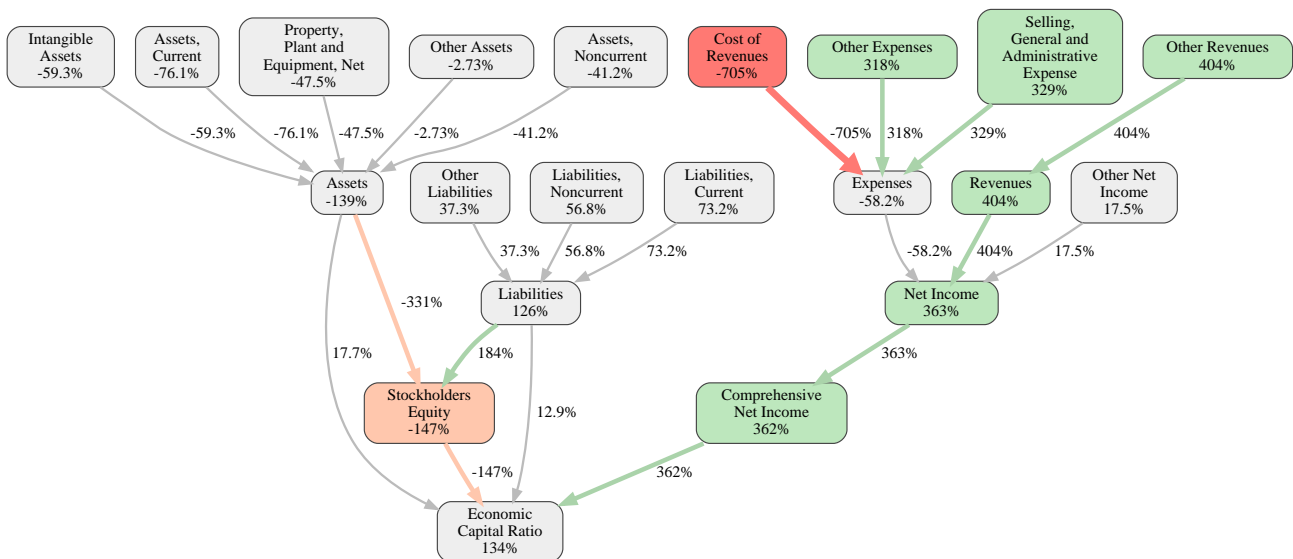 Intangible
Assets
-59.3%
Assets,
Current
-76.1%
Property,
Plant and
Equipment, Net
-47.5%
Other Assets
-2.73%
Assets,
Noncurrent
-41.2%
Cost of
Revenues
-705%
Other Expenses
318%
Selling,
General and
Administrative
Expense
329%
Other Revenues
404%
-59.3%
-76.1%
-47.5%
-2.73%
-41.2%
-705%
318%
329%
404%
Assets
-139%
Other
Liabilities
37.3%
Liabilities,
Noncurrent
56.8%
Liabilities,
Current
73.2%
Expenses
-58.2%
Revenues
404%
Other Net
Income
17.5%
37.3%
56.8%
73.2%
-58.2%
404%
17.5%
-331%
Liabilities
126%
Net Income
363%
17.7%
184%
363%
Stockholders
Equity
-147%
12.9%
Comprehensive
Net Income
362%
-147%
362%
Economic
Capital Ratio
134%